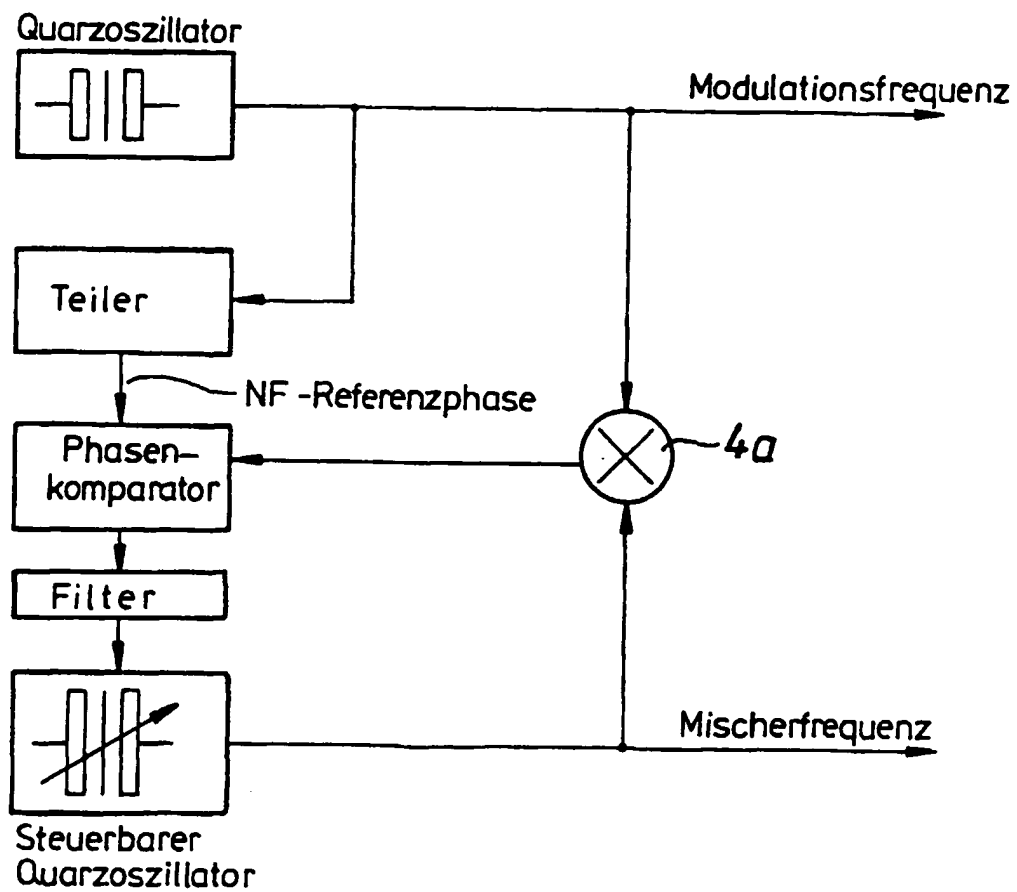 Quarzoszillator
Modulationsfrequenz
Teiler
NF-Referenzphase
Phasen-
komparator
4a
Filter
Mischerfrequenz
Steuerbarer
Quarzoszillator